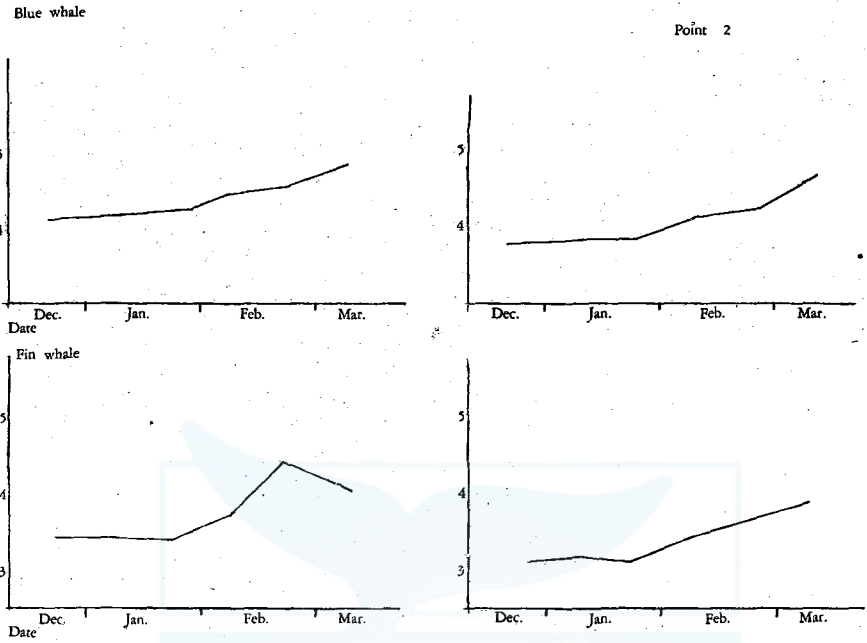 Blue whale
Point 2
5
4
Dec. Jan. Feb. Mar.
Date
5
4
Dec. Jan. Feb. Mar.
Fin whale
5
4
3
Dec. Jan. Feb. Mar.
Date
5
4
3
Dec. Jan. Feb. Mar.